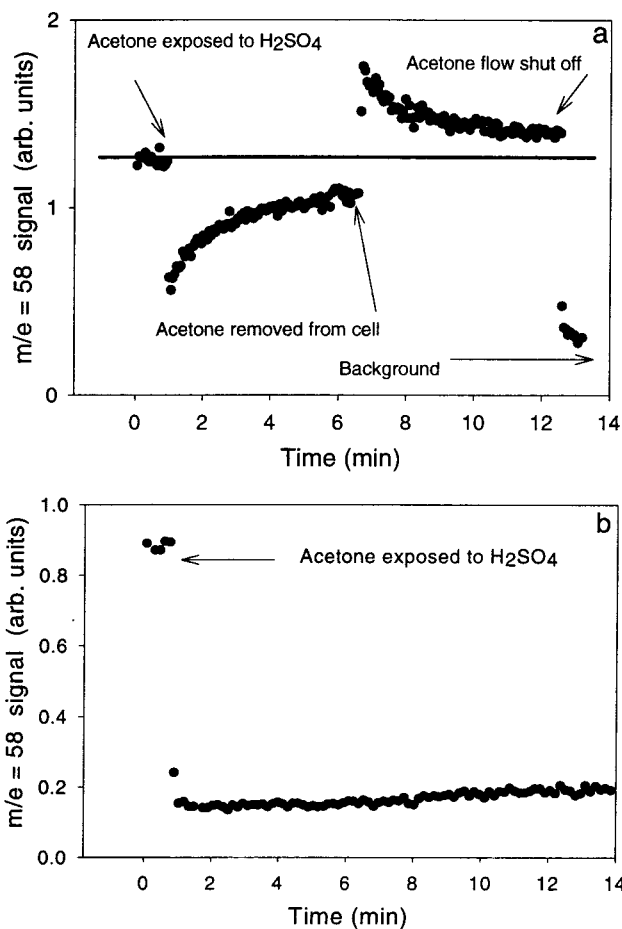 a
2
1
0
m/e = 58 signal (arb. units)
Acetone exposed to H2SO4
Acetone flow shut off
Acetone removed from cell
Background
0 2 4 6 8 10 12 14
Time (min)
b
1.0
0.8
0.6
0.4
0.2
0.0
m/e = 58 signal (arb. units)
Acetone exposed to H2SO4
0 2 4 6 8 10 12 14
Time (min)